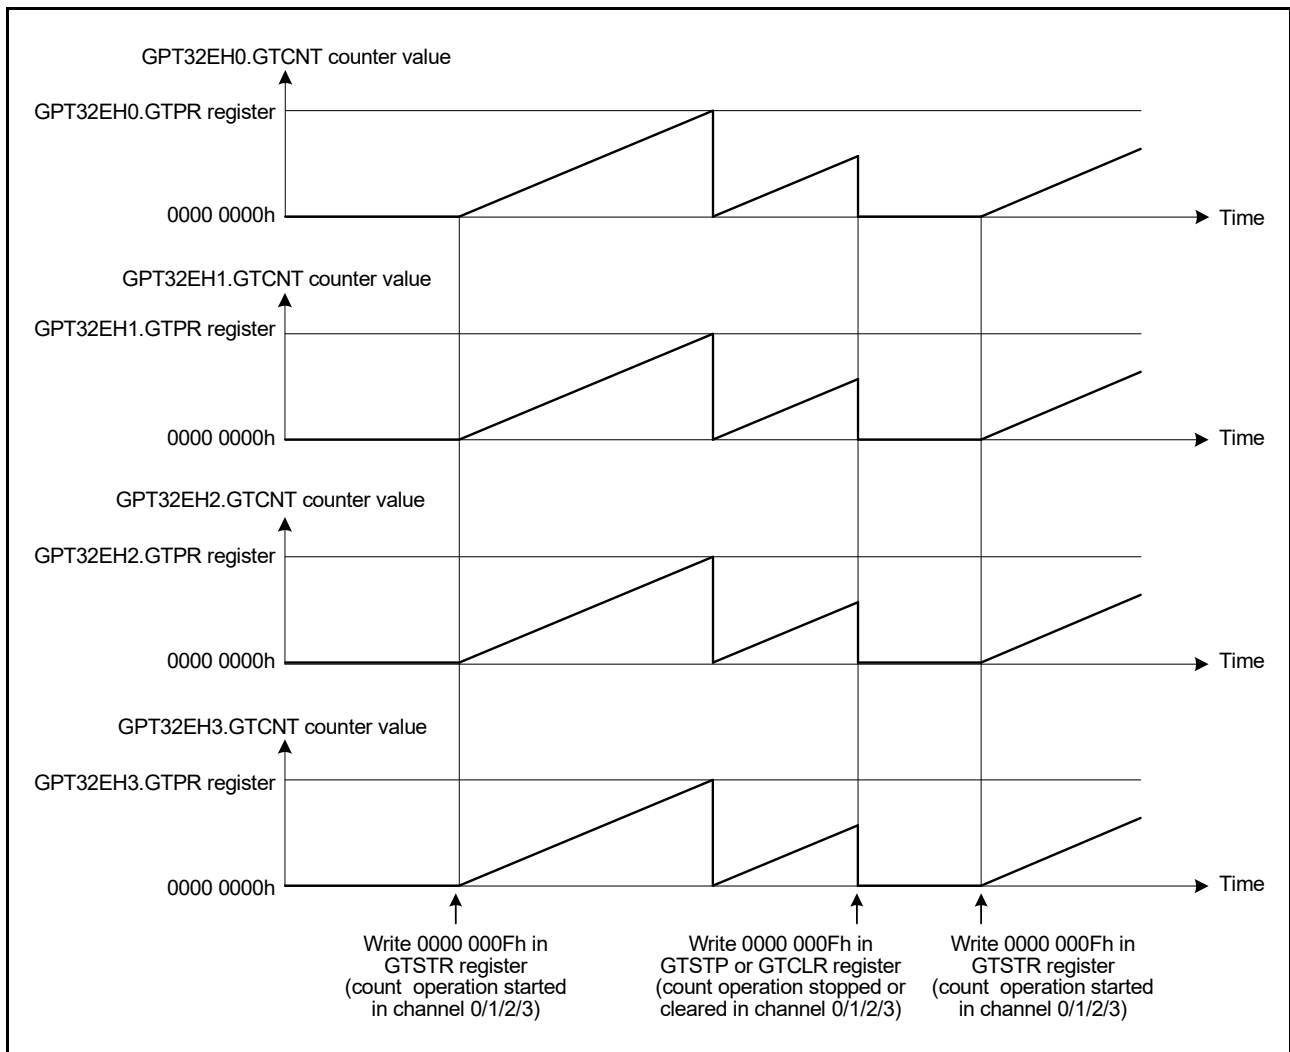 GPT32EH0.GTCNT counter value
GPT32EH0.GTPR register
0000 0000h
Time
GPT32EH1.GTCNT counter value
GPT32EH1.GTPR register
0000 0000h
Time
GPT32EH2.GTCNT counter value
GPT32EH2.GTPR register
0000 0000h
Time
GPT32EH3.GTCNT counter value
GPT32EH3.GTPR register
0000 0000h
Time
Write 0000 000Fh in
GTSTR register
(count operation started
in channel 0/1/2/3)
Write 0000 000Fh in
GTSTP or GTCLR register
(count operation stopped or
cleared in channel 0/1/2/3)
Write 0000 000Fh in
GTSTR register
(count operation started
in channel 0/1/2/3)